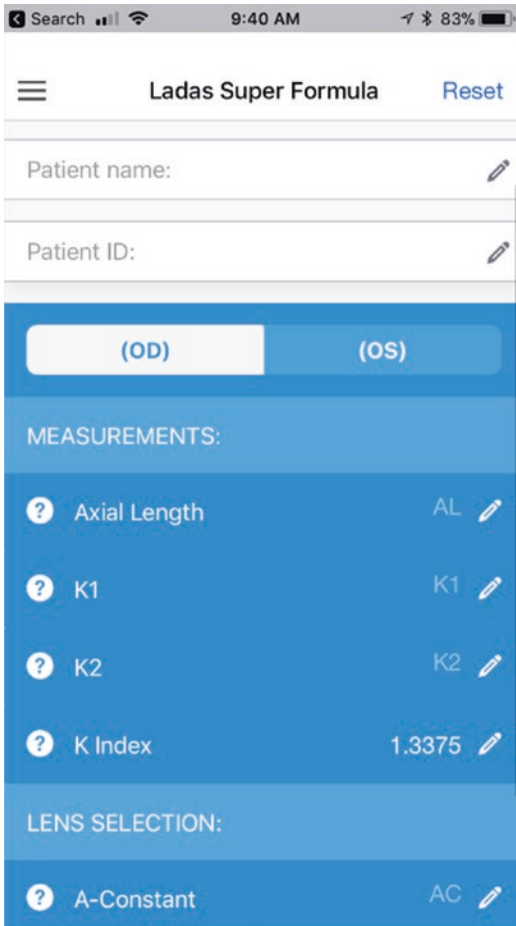 Search 9:40 AM 83%
Ladas Super Formula Reset
Patient name:
Patient ID:
(OD) (OS)
MEASUREMENTS:
? Axial Length AL
? K1 K1
? K2 K2
? K Index 1.3375
LENS SELECTION:
? A-Constant AC